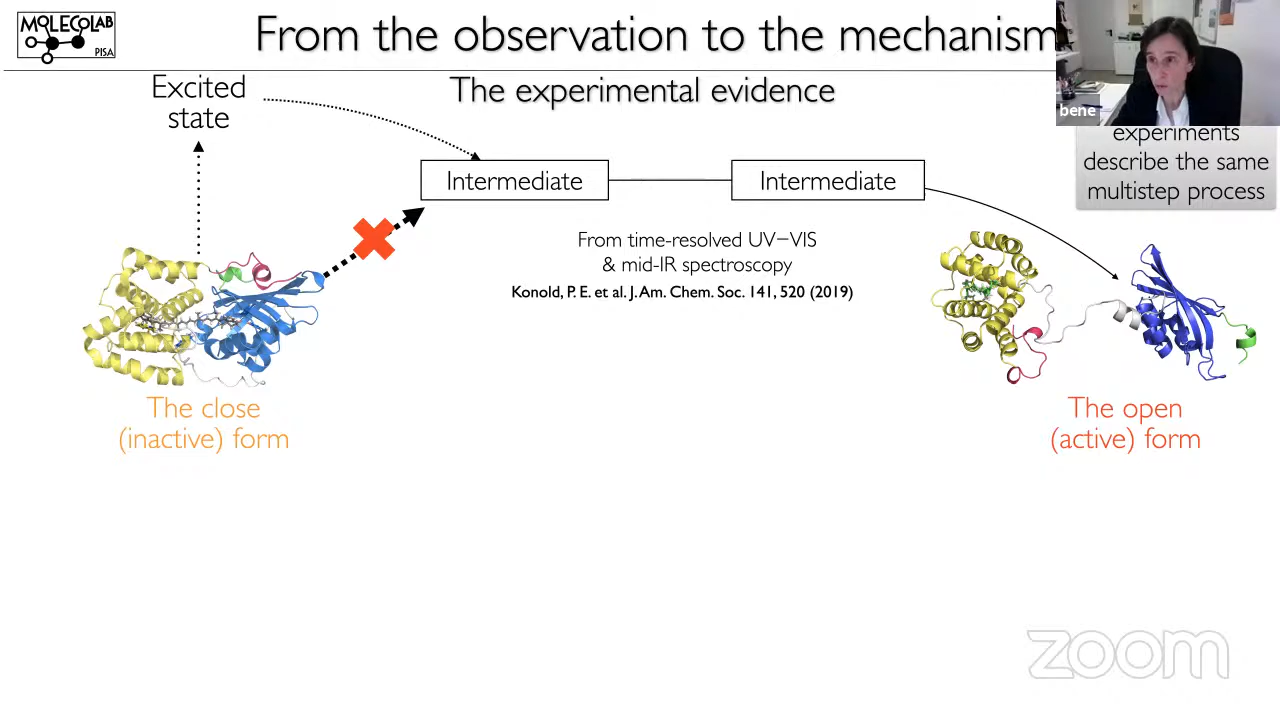 MOLECOLAB
PISA
From the observation to the mechanism
The experimental evidence
bene
Excited
state
experiments
describe the same
multistep process
Intermediate
Intermediate
From time-resolved UV−VIS
& mid-IR spectroscopy
Konold, P. E. et al. J. Am. Chem. Soc. 141, 520 (2019)
The close
(inactive) form
The open
(active) form
zoom